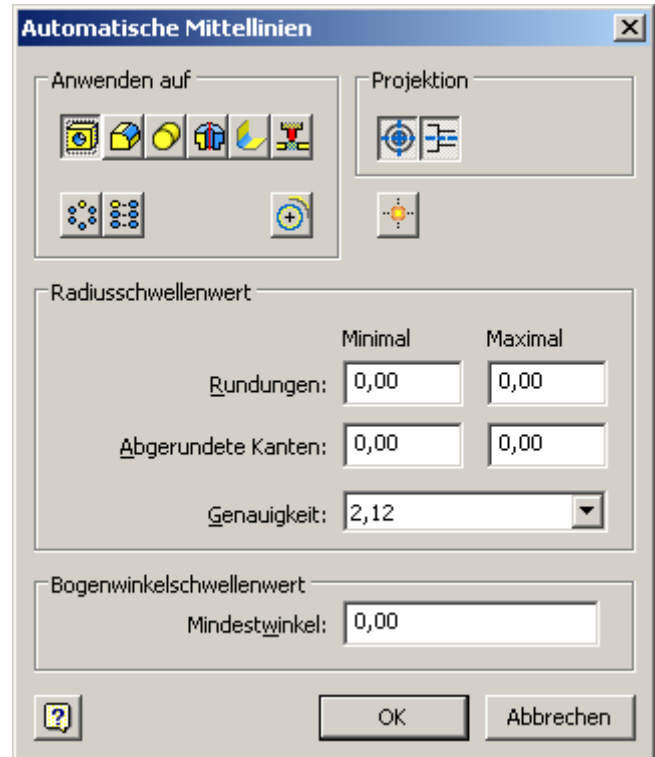 Automatische Mittellinien
Anwenden auf
Projektion
Radiusschwellenwert
Minimal Maximal
Rundungen: 0,00 0,00
Abgerundete Kanten: 0,00 0,00
Genauigkeit: 2,12
Bogenwinkelschwellenwert
Mindestwinkel: 0,00
OK Abbrechen